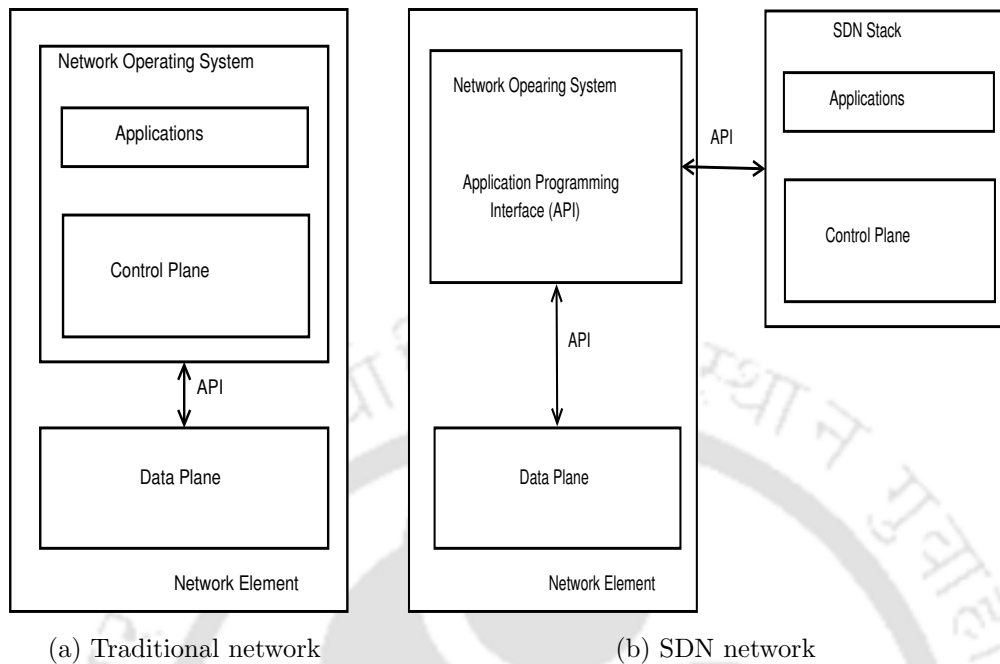 Network Operating System
Applications
Control Plane
API
Data Plane
Network Element
(a) Traditional network
Network Opearing System
Application Programming
Interface (API)
API
Data Plane
Network Element
API
SDN Stack
Applications
Control Plane
(b) SDN network